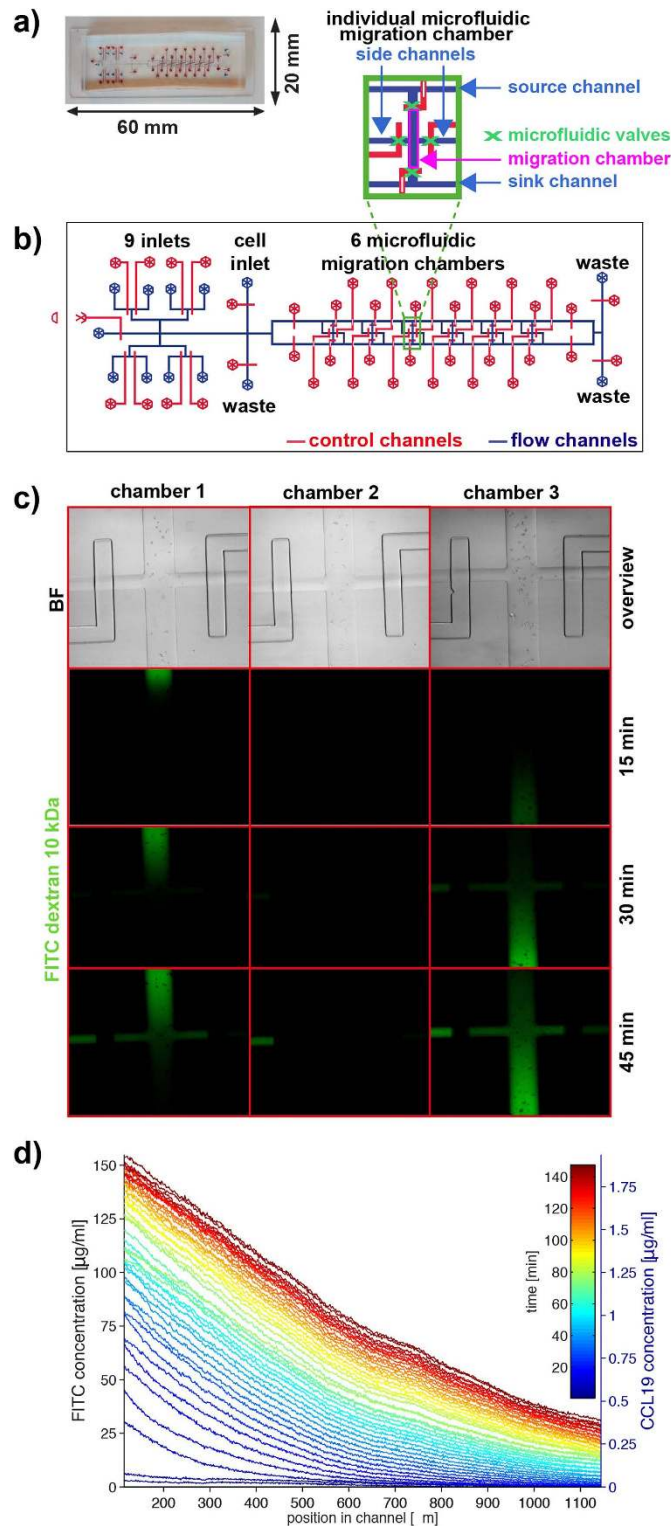 a)
20 mm
60 mm
individual microfluidic
migration chamber
side channels
source channel
microfluidic valves
migration chamber
sink channel
b)
9 inlets
cell
inlet
6 microfluidic
migration chambers
waste
waste
waste
control channels
flow channels
c)
chamber 1
chamber 2
chamber 3
BF
overview
FITC dextran 10 kDa
15 min
30 min
45 min
d)
FITC concentration [µg/ml]
150
125
100
75
50
25
0
200 300 400 500 600 700 800 900 1000 1100
position in channel [ m]
time [min]
140
120
100
80
60
40
20
1.75
1.5
1.25
1
0.75
0.5
0.25
0
CCL19 concentration [µg/ml]